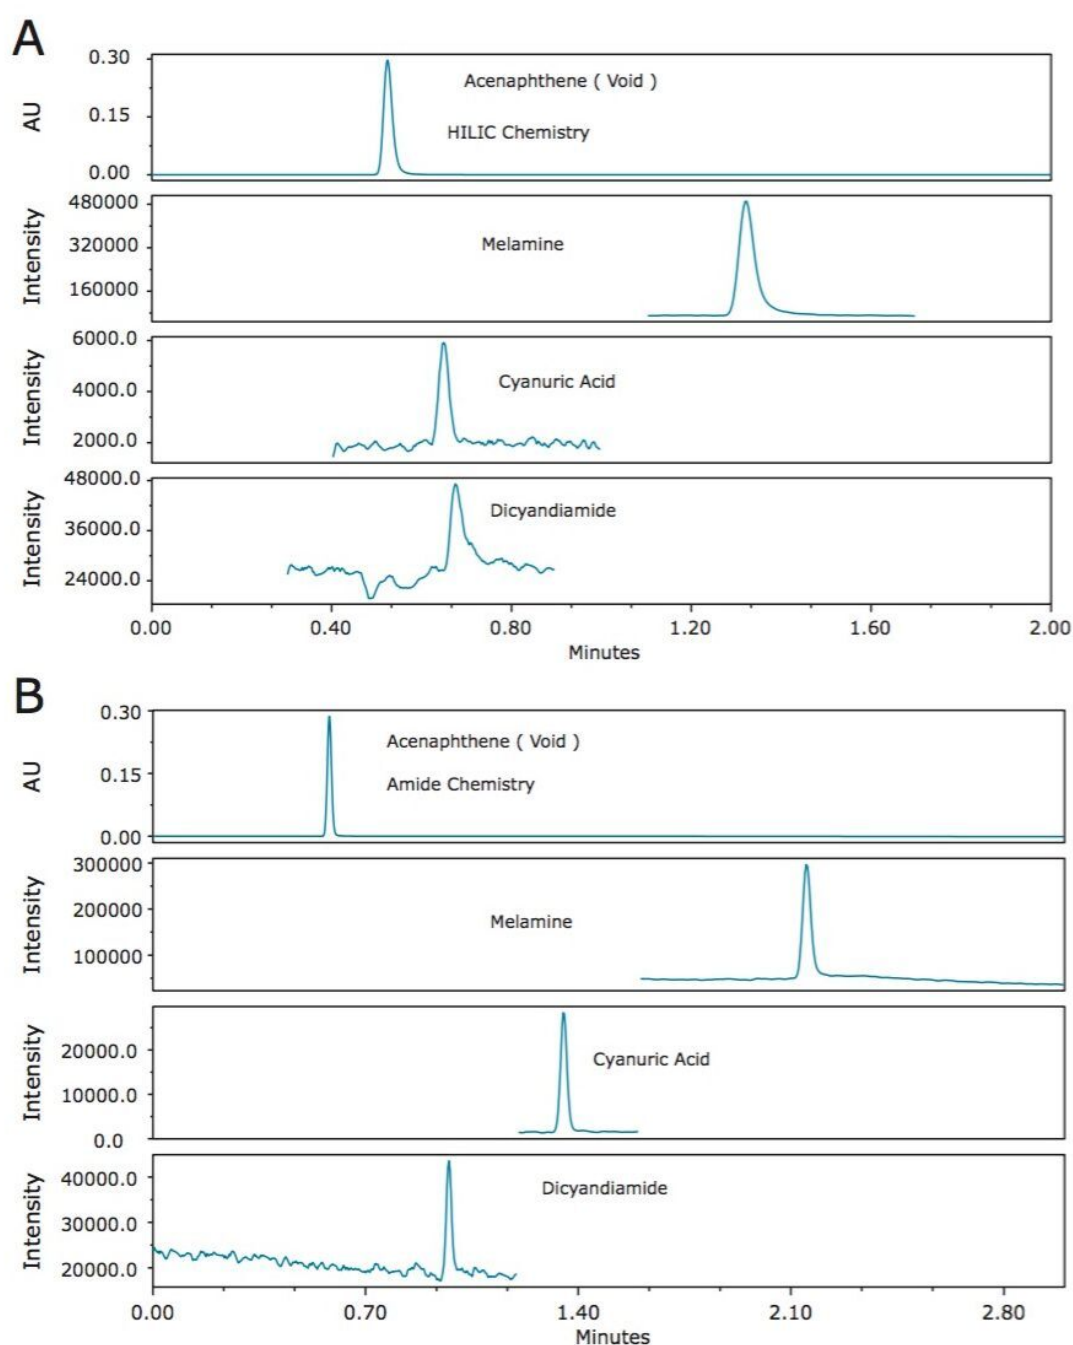 A
0.30
0.15
0.00
AU
Acenaphthene ( Void )
HILIC Chemistry
480000
320000
160000
Intensity
Melamine
6000.0
4000.0
2000.0
Intensity
Cyanuric Acid
48000.0
36000.0
24000.0
Intensity
Dicyandiamide
0.00 0.40 0.80 1.20 1.60 2.00
Minutes
B
0.30
0.15
0.00
AU
Acenaphthene ( Void )
Amide Chemistry
300000
200000
100000
Intensity
Melamine
20000.0
10000.0
0.0
Intensity
Cyanuric Acid
40000.0
30000.0
20000.0
Intensity
Dicyandiamide
0.00 0.70 1.40 2.10 2.80
Minutes